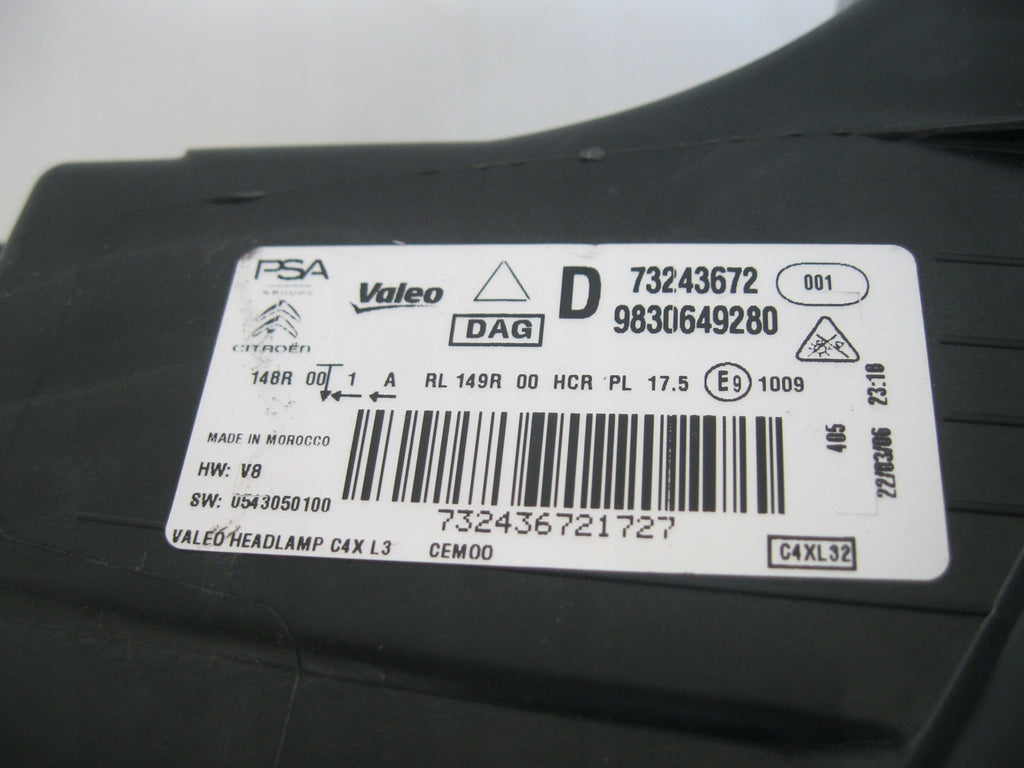 PSA
GROUPE
CITROËN
Valeo
DAG
D 73243672 001
9830649280
148R 00 1 A RL 149R 00 HCR PL 17.5 E9 1009
MADE IN MOROCCO
HW: V8
SW: 0543050100
732436721727
VALEO HEADLAMP C4X L3 CEM00
C4XL32
405
22/03/06 23:18